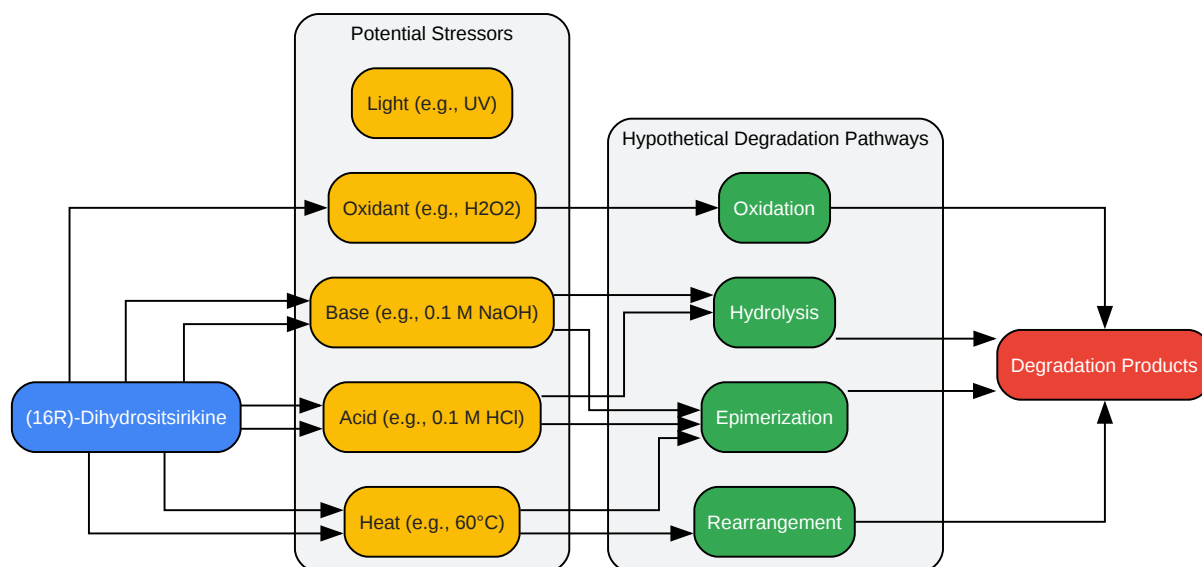 Potential Stressors
Light (e.g., UV)
Hypothetical Degradation Pathways
Oxidant (e.g., H2O2)
Oxidation
Base (e.g., 0.1 M NaOH)
Hydrolysis
Degradation Products
(16R)-Dihydrositsirikine
Acid (e.g., 0.1 M HCl)
Epimerization
Heat (e.g., 60°C)
Rearrangement